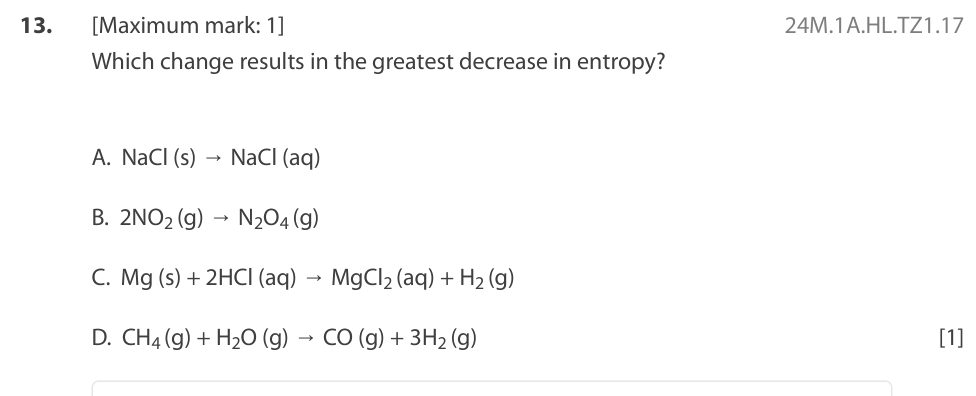 13. [Maximum mark: 1] 24M.1A.HL.TZ1.17
Which change results in the greatest decrease in entropy?
A. NaCl (s) → NaCl (aq)
B. 2NO₂ (g) → N₂O₄ (g)
C. Mg (s) + 2HCl (aq) → MgCl₂ (aq) + H₂ (g)
D. CH₄ (g) + H₂O (g) → CO (g) + 3H₂ (g) [1]